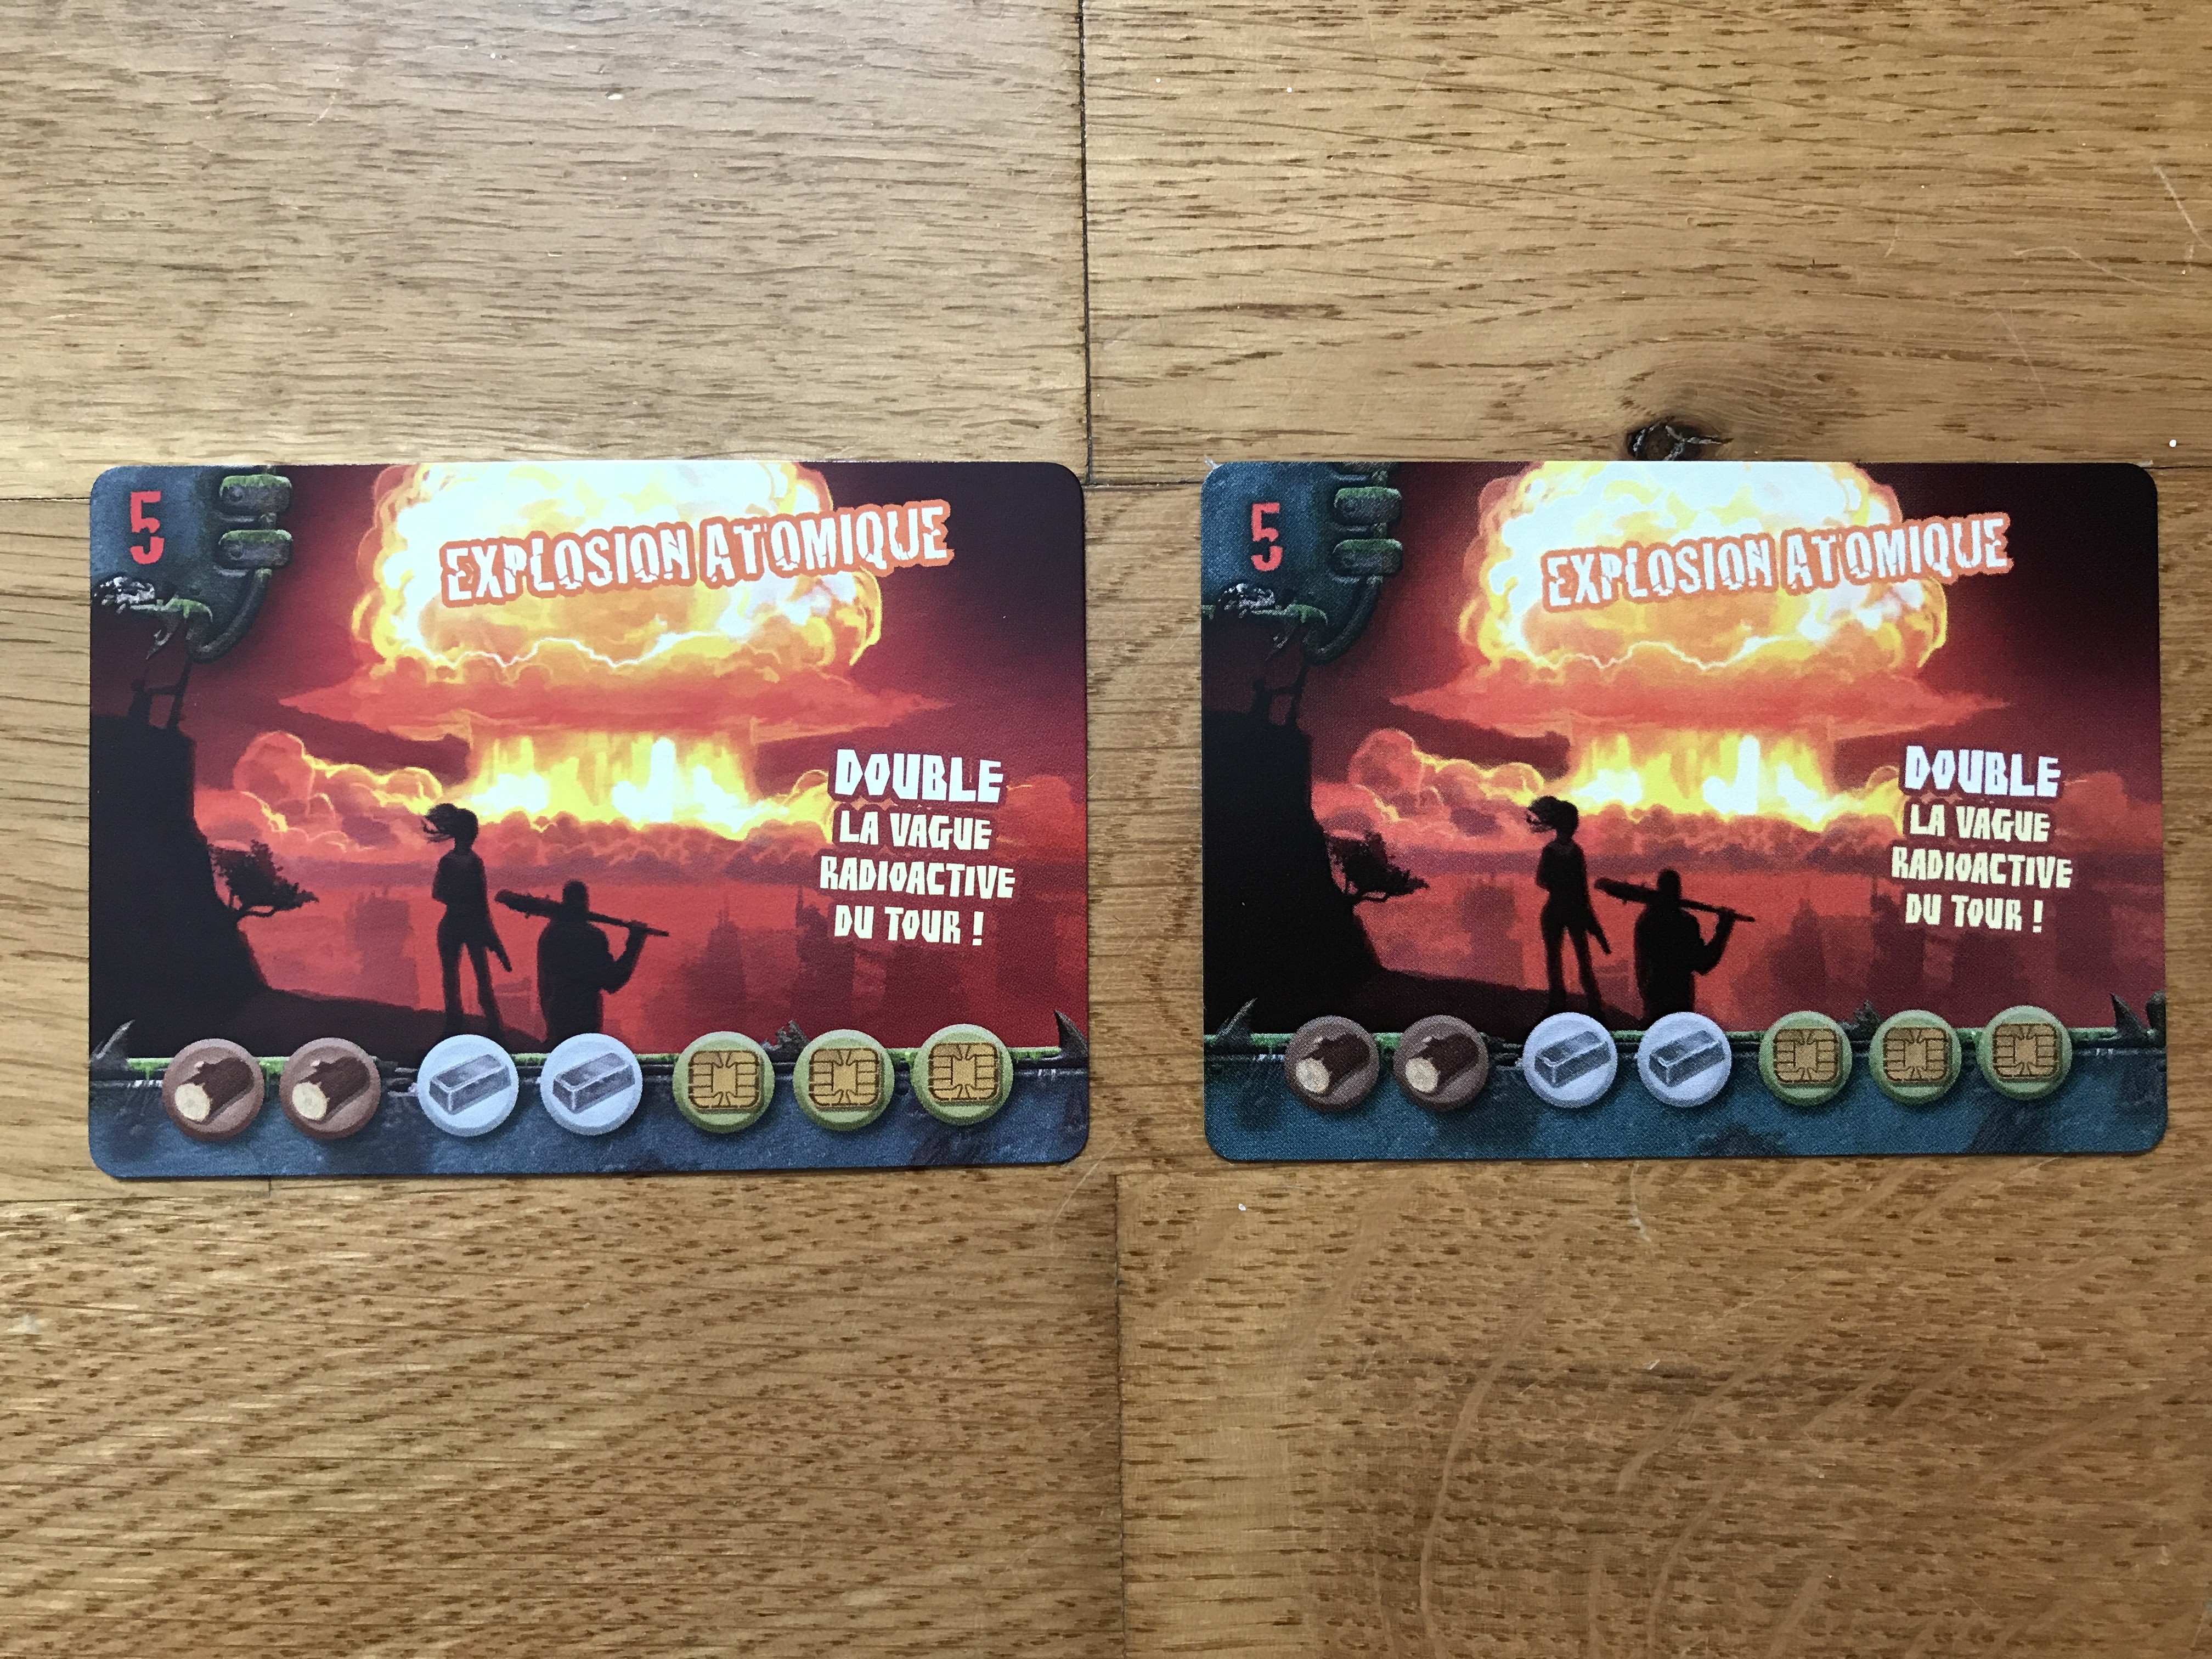 5
EXPLOSION ATOMIQUE
DOUBLE
LA VAGUE
RADIOACTIVE
DU TOUR !
5
EXPLOSION ATOMIQUE
DOUBLE
LA VAGUE
RADIOACTIVE
DU TOUR !